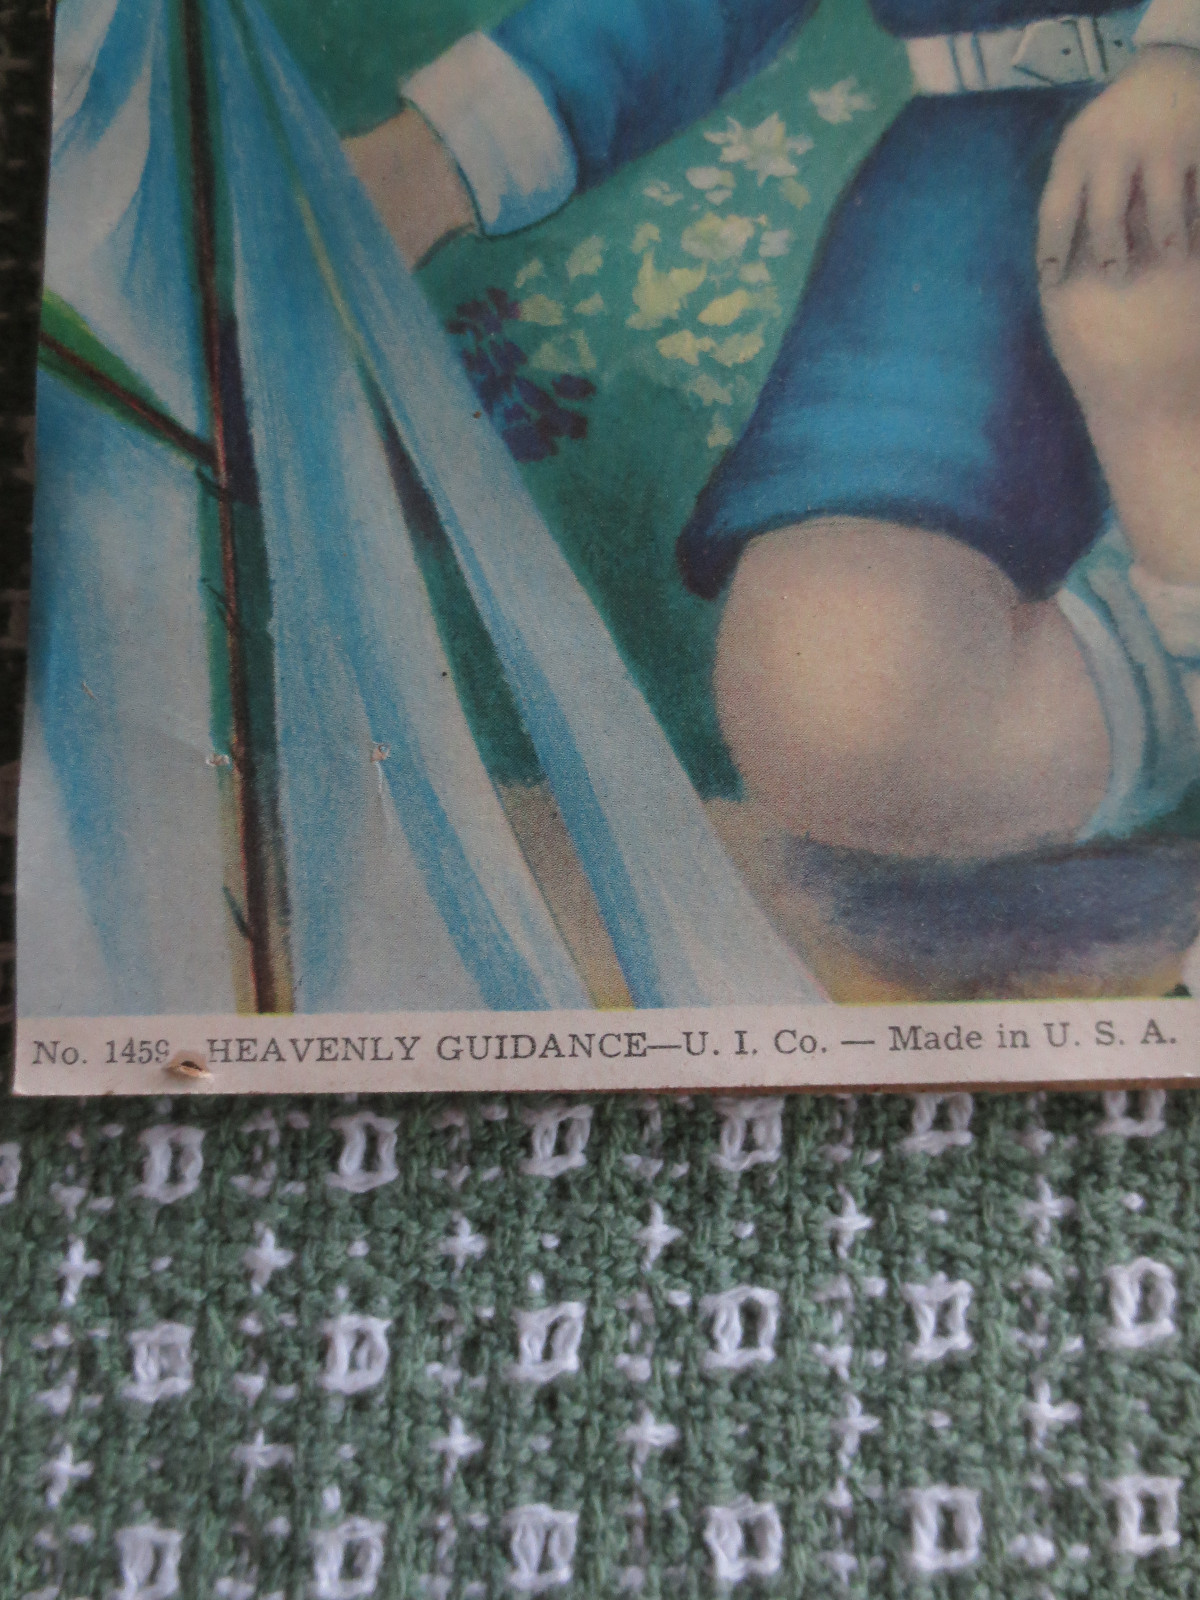 No. 1459 HEAVENLY GUIDANCE—U. I. Co. — Made in U. S. A.